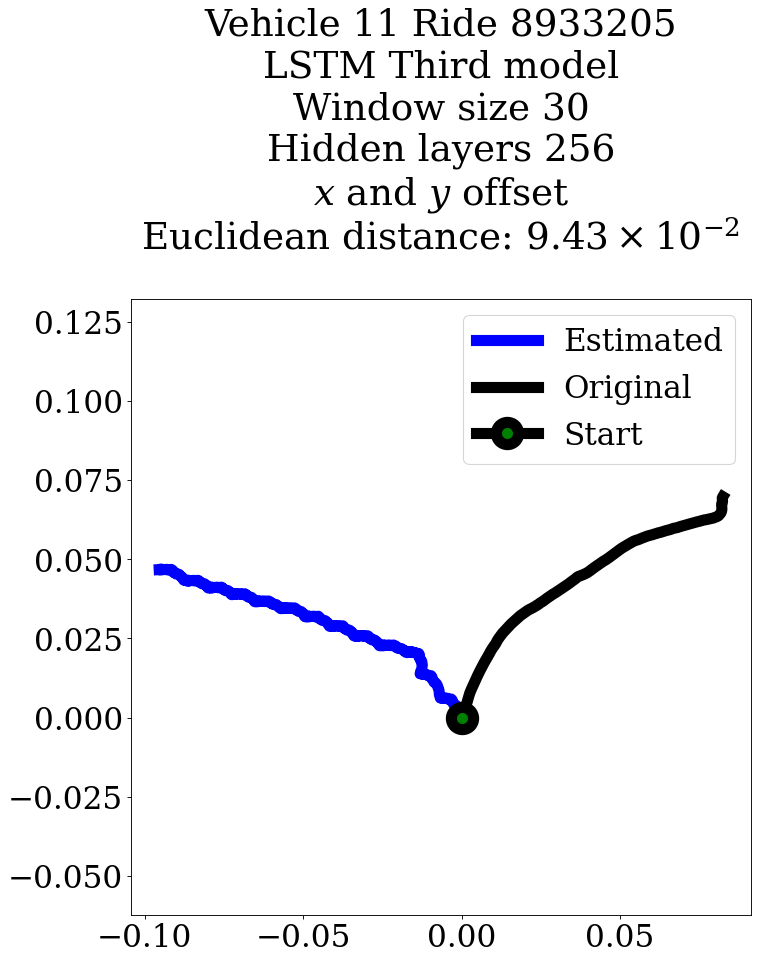 Vehicle 11 Ride 8933205
LSTM Third model
Window size 30
Hidden layers 256
x and y offset
Euclidean distance: 9.43 × 10⁻²
Estimated
Original
Start
0.125
0.100
0.075
0.050
0.025
0.000
−0.025
−0.050
−0.10 −0.05 0.00 0.05